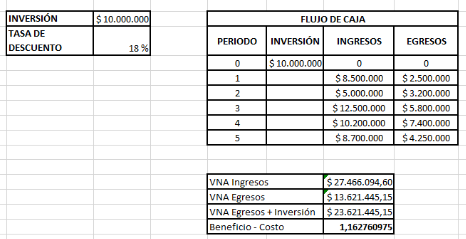 INVERSIÓN $ 10.000.000
TASA DE
DESCUENTO 18 %
FLUJO DE CAJA
PERIODO INVERSIÓN INGRESOS EGRESOS
0 $ 10.000.000 0 0
1 $ 8.500.000 $ 2.500.000
2 $ 5.000.000 $ 3.200.000
3 $ 12.500.000 $ 5.800.000
4 $ 10.200.000 $ 7.400.000
5 $ 8.700.000 $ 4.250.000
VNA Ingresos $ 27.466.094,60
VNA Egresos $ 13.621.445,15
VNA Egresos + Inversión $ 23.621.445,15
Beneficio - Costo 1,162760975